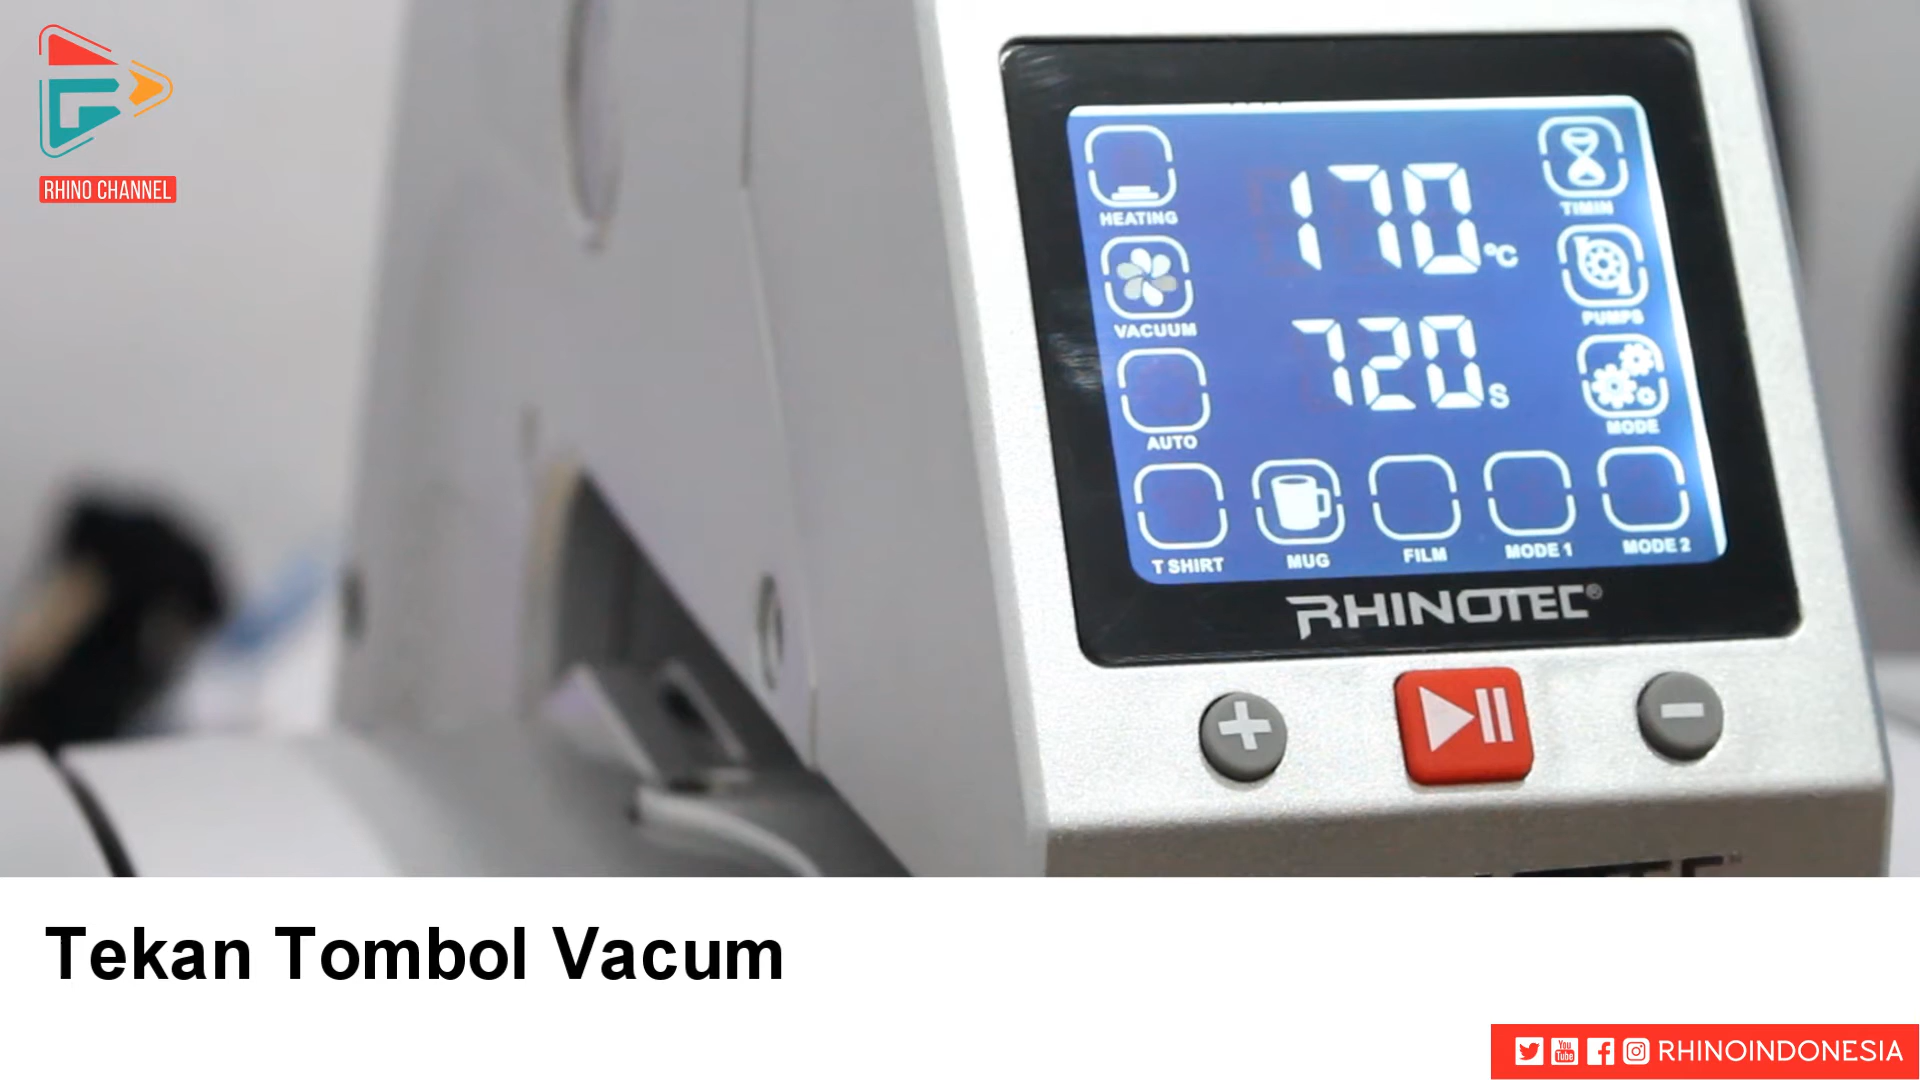 RHINO CHANNEL
HEATING
VACUUM
AUTO
170 °C
720 S
TIMIN
PUMPS
MODE
T SHIRT
MUG
FILM
MODE 1
MODE 2
RHINOTEC®
Tekan Tombol Vacum
RHINOINDONESIA